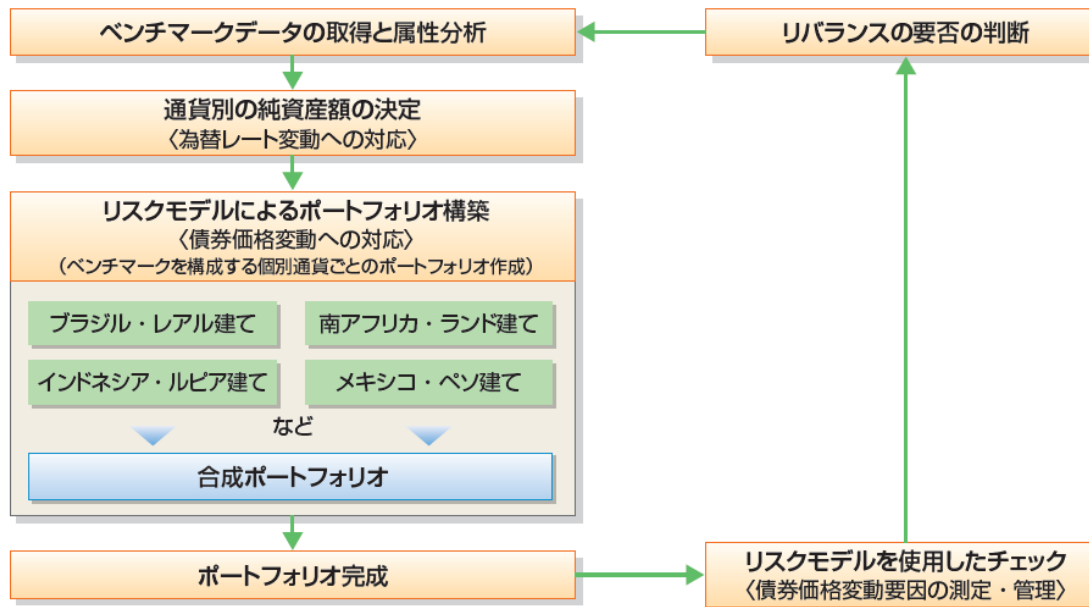 ベンチマークデータの取得と属性分析
リバランスの要否の判断
通貨別の純資産額の決定
〈為替レート変動への対応〉
リスクモデルによるポートフォリオ構築
〈債券価格変動への対応〉
(ベンチマークを構成する個別通貨ごとのポートフォリオ作成)
ブラジル・レアル建て
南アフリカ・ランド建て
インドネシア・ルピア建て
メキシコ・ペソ建て
など
合成ポートフォリオ
ポートフォリオ完成
リスクモデルを使用したチェック
〈債券価格変動要因の測定・管理〉